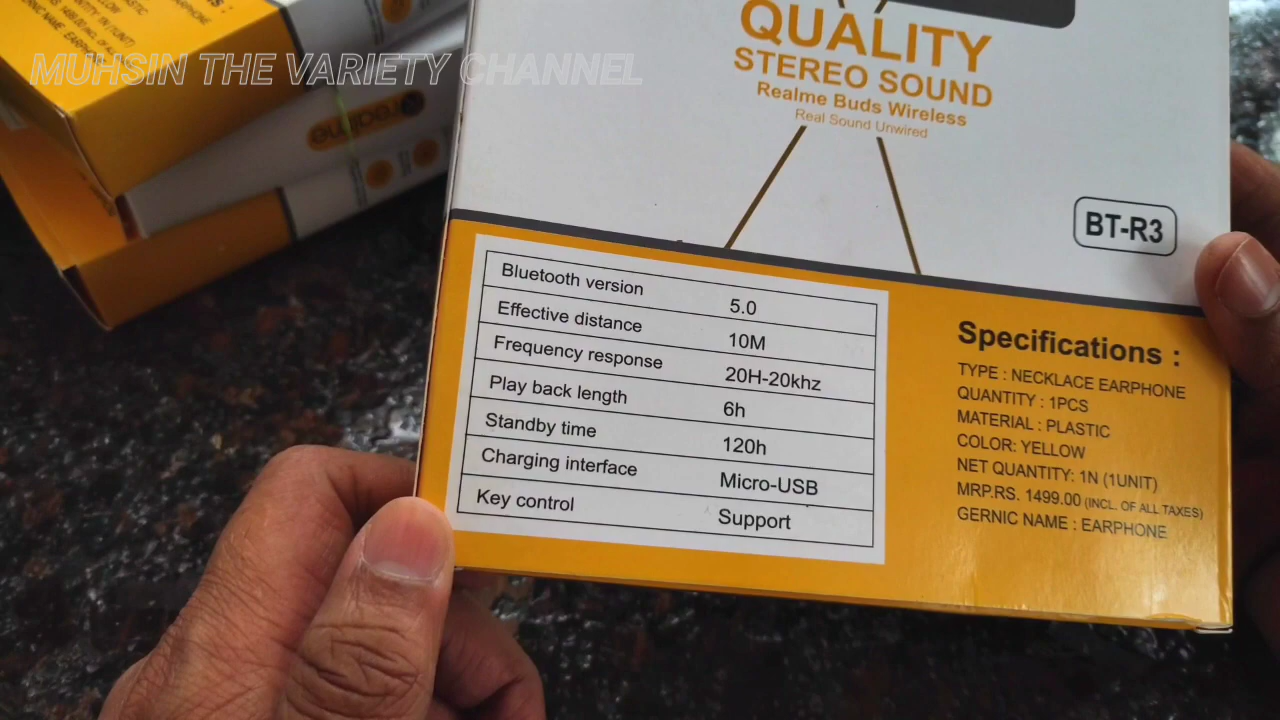 MUHSIN THE VARIETY CHANNEL
QUALITY
STEREO SOUND
Realme Buds Wireless
Real Sound Unwired
BT-R3
Bluetooth version 5.0
Effective distance 10M
Frequency response 20H-20khz
Play back length 6h
Standby time 120h
Charging interface Micro-USB
Key control Support
Specifications :
TYPE : NECKLACE EARPHONE
QUANTITY : 1PCS
MATERIAL : PLASTIC
COLOR: YELLOW
NET QUANTITY: 1N (1UNIT)
MRP.RS. 1499.00 (INCL. OF ALL TAXES)
GERNIC NAME : EARPHONE
realme